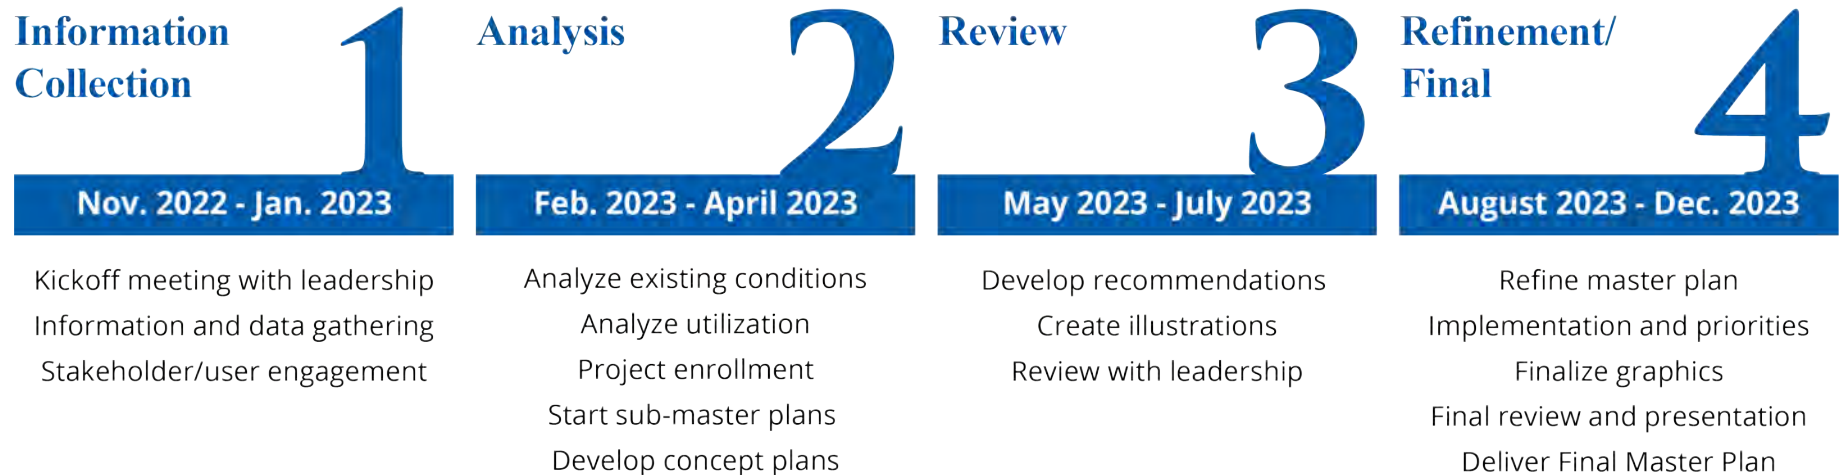 Information
Collection
1
Nov. 2022 - Jan. 2023
Kickoff meeting with leadership
Information and data gathering
Stakeholder/user engagement
Analysis
2
Feb. 2023 - April 2023
Analyze existing conditions
Analyze utilization
Project enrollment
Start sub-master plans
Develop concept plans
Review
3
May 2023 - July 2023
Develop recommendations
Create illustrations
Review with leadership
Refinement/
Final
4
August 2023 - Dec. 2023
Refine master plan
Implementation and priorities
Finalize graphics
Final review and presentation
Deliver Final Master Plan